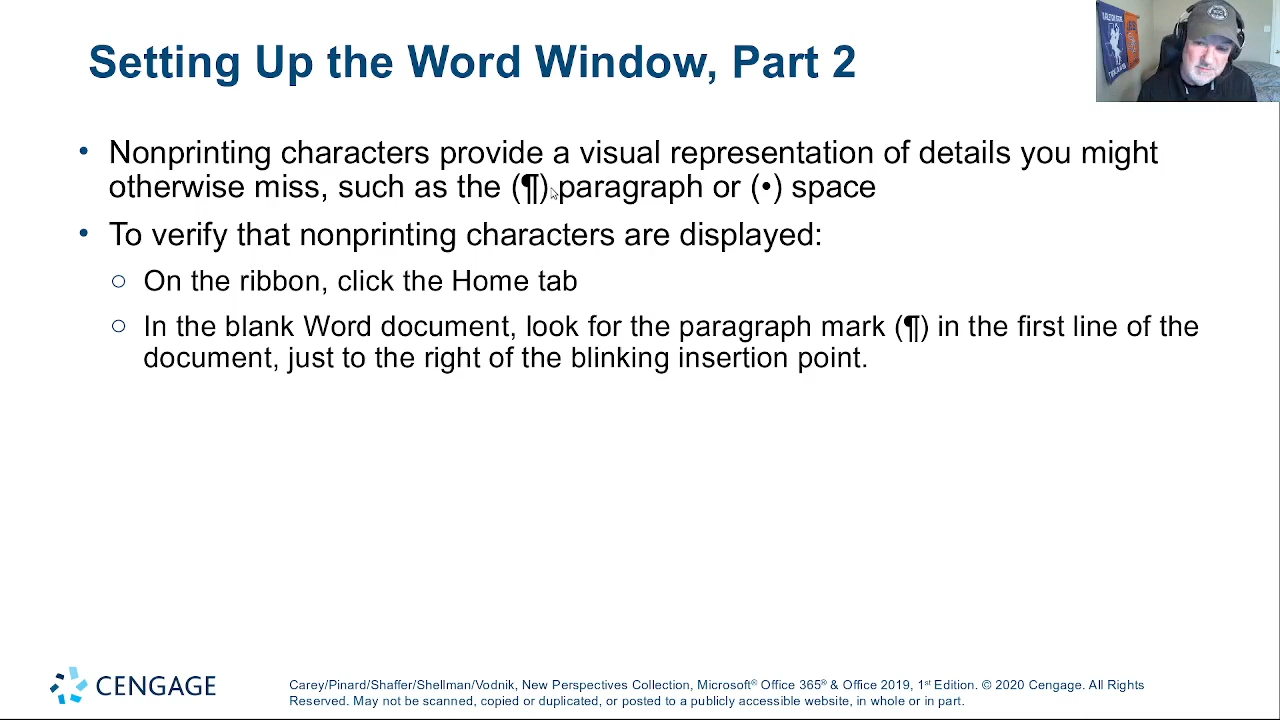 Setting Up the Word Window, Part 2
• Nonprinting characters provide a visual representation of details you might
otherwise miss, such as the (¶) paragraph or (•) space
• To verify that nonprinting characters are displayed:
○ On the ribbon, click the Home tab
○ In the blank Word document, look for the paragraph mark (¶) in the first line of the
document, just to the right of the blinking insertion point.
CENGAGE
Carey/Pinard/Shaffer/Shellman/Vodnik, New Perspectives Collection, Microsoft® Office 365® & Office 2019, 1st Edition. © 2020 Cengage. All Rights
Reserved. May not be scanned, copied or duplicated, or posted to a publicly accessible website, in whole or in part.